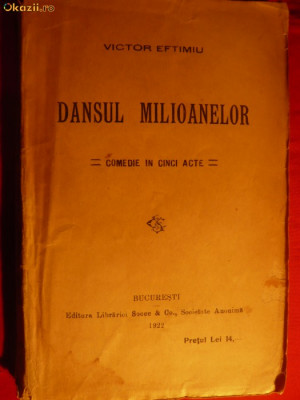 Okazii.ro
VICTOR EFTIMIU
DANSUL MILIOANELOR
COMEDIE IN CINCI ACTE
BUCUREȘTI
Editura Librăriei Socec & Co., Societate Anonimă
1922
Prețul Lei 14.